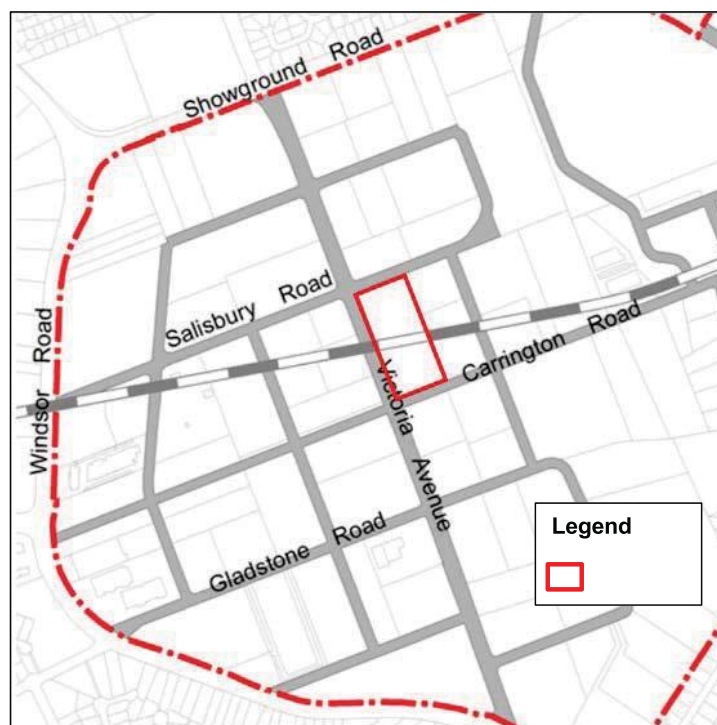 Showground Road
Salisbury Road
Windsor Road
Carrington Road
Victoria Avenue
Gladstone Road
Legend